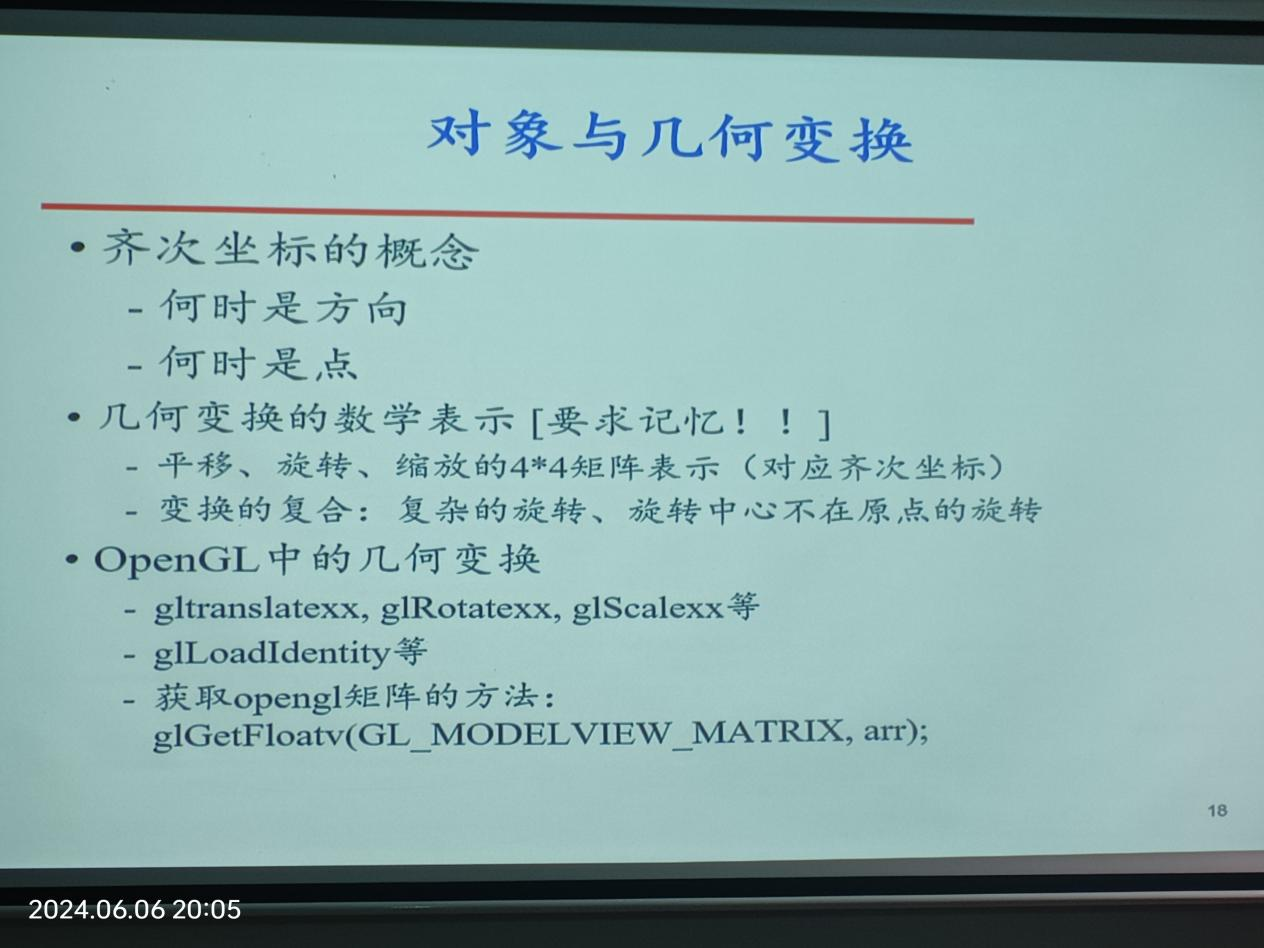 对象与几何变换
• 齐次坐标的概念
- 何时是方向
- 何时是点
• 几何变换的数学表示 [要求记忆！！]
- 平移、旋转、缩放的4*4矩阵表示（对应齐次坐标）
- 变换的复合：复杂的旋转、旋转中心不在原点的旋转
• OpenGL中的几何变换
- gltranslatexx, glRotatexx, glScalexx等
- glLoadIdentity等
- 获取opengl矩阵的方法：
glGetFloatv(GL_MODELVIEW_MATRIX, arr);
18
2024.06.06 20:05